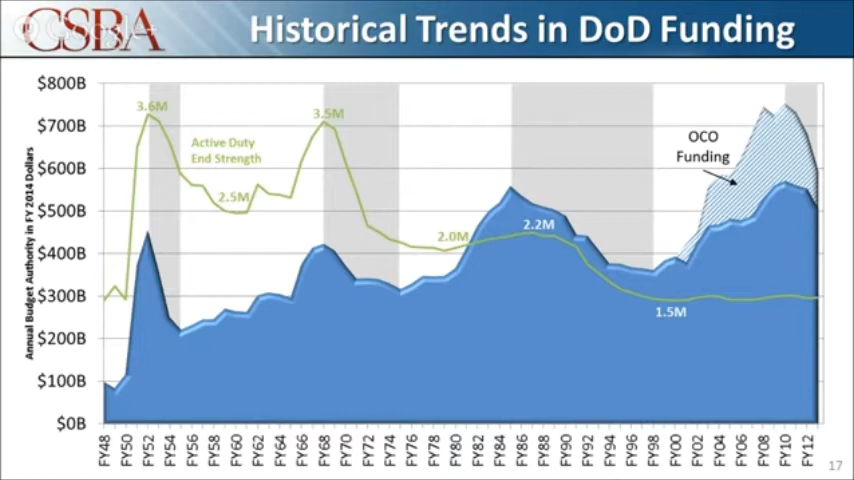 CSBA
Google+
Historical Trends in DoD Funding
$800B
$700B
$600B
$500B
$400B
$300B
$200B
$100B
$0B
Annual Budget Authority in FY 2014 Dollars
3.6M
Active Duty
End Strength
2.5M
3.5M
2.0M
2.2M
1.5M
OCO
Funding
FY48
FY50
FY52
FY54
FY56
FY58
FY60
FY62
FY64
FY66
FY68
FY70
FY72
FY74
FY76
FY78
FY80
FY82
FY84
FY86
FY88
FY90
FY92
FY94
FY96
FY98
FY00
FY02
FY04
FY06
FY08
FY10
FY12
17